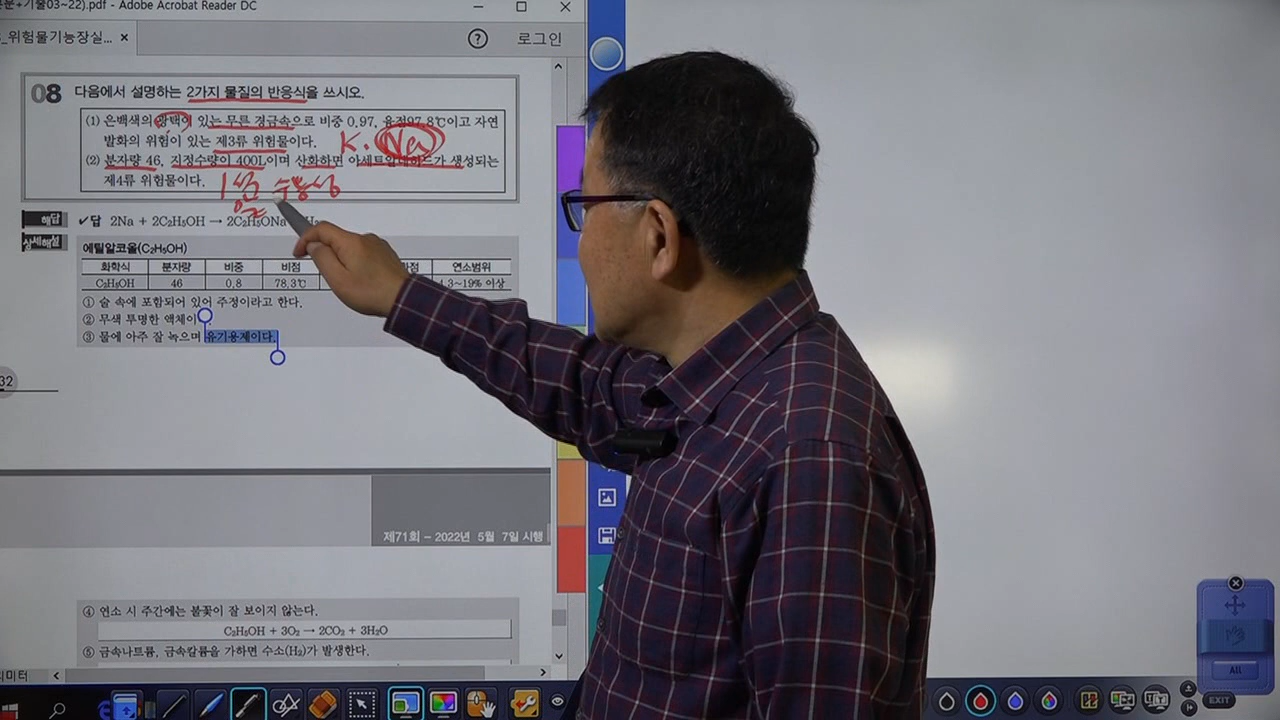 문+기출03~22).pdf - Adobe Acrobat Reader DC
_위험물기능장실... ×
로그인
08 다음에서 설명하는 2가지 물질의 반응식을 쓰시오.
(1) 은백색의 광택이 있는 무른 경금속으로 비중 0.97, 융점97.8℃이고 자연
발화의 위험이 있는 제3류 위험물이다.
K. Na
(2) 분자량 46, 지정수량이 400L이며 산화하면 아세트알데하드가 생성되는
제4류 위험물이다.
수용성
해답 ✔답 2Na + 2C₂H₅OH → 2C₂H₅ONa
상세해설 에틸알코올(C₂H₅OH)
화학식 분자량 비중 비점 연소범위
C₂H₅OH 46 0.8 78.3℃ 4.3~19% 이상
① 술 속에 포함되어 있어 주정이라고 한다.
② 무색 투명한 액체이
③ 물에 아주 잘 녹으며 유기용제이다.
32
제71회 - 2022년 5월 7일 시행
④ 연소 시 주간에는 불꽃이 잘 보이지 않는다.
C₂H₅OH + 3O₂ → 2CO₂ + 3H₂O
⑤ 금속나트륨, 금속칼륨을 가하면 수소(H₂)가 발생한다.
All
EXIT